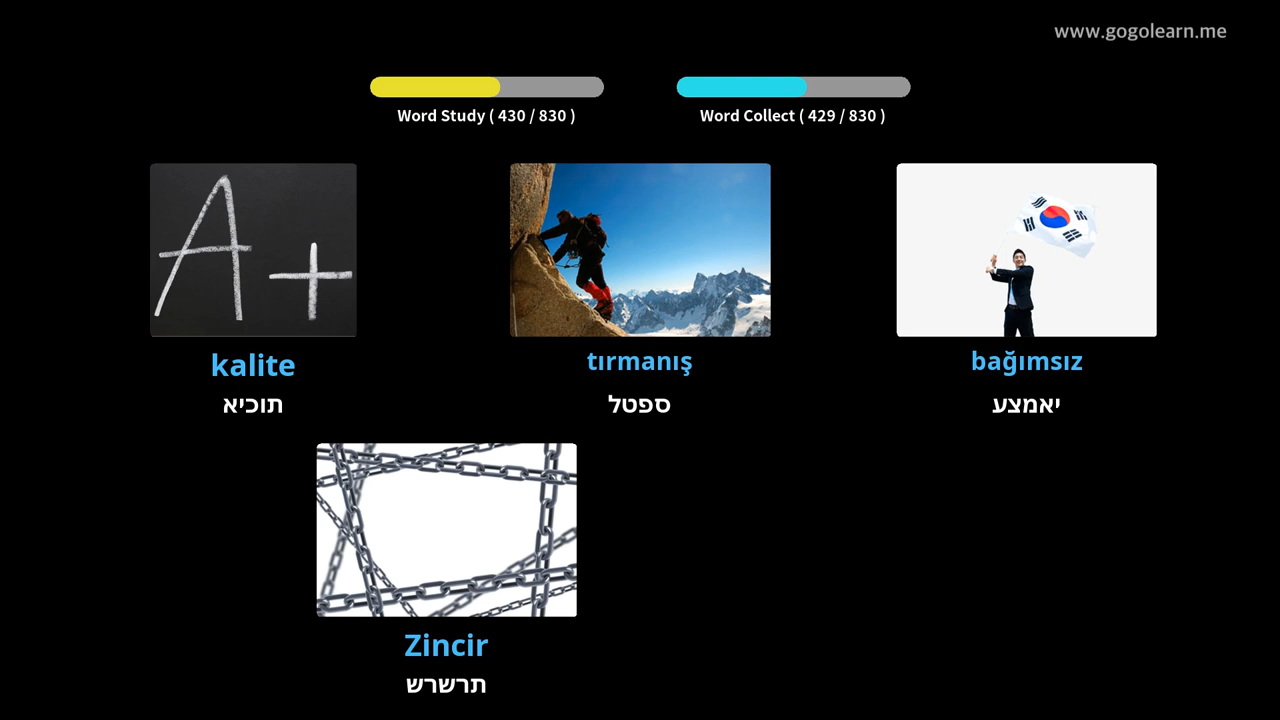 www.gogolearn.me
Word Study ( 430 / 830 )
Word Collect ( 429 / 830 )
kalite
תוכיא
tırmanış
ספטל
bağımsız
יאמצע
Zincir
תרשרש